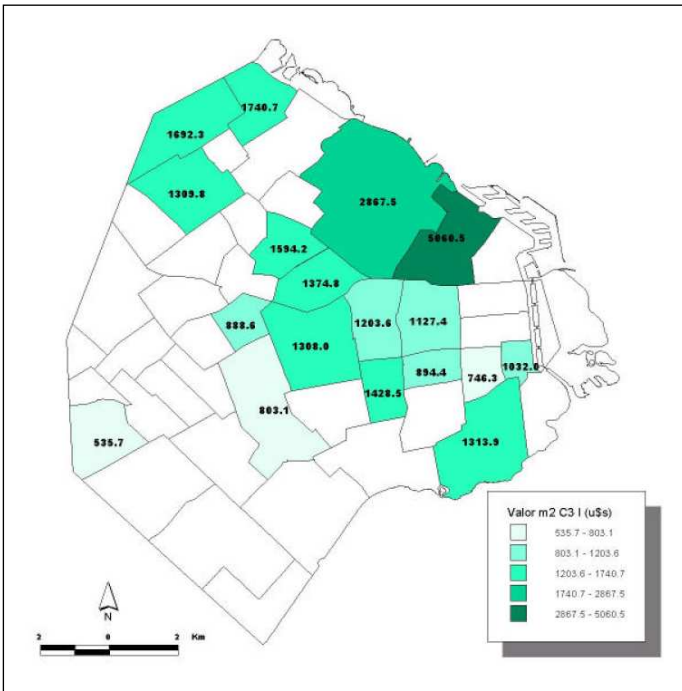 1740.7
1692.3
1309.8
2867.5
5060.5
1594.2
1374.8
888.6
1203.6
1127.4
1308.0
1032.0
894.4
746.3
1428.5
803.1
535.7
1313.9
Valor m2 C3 I (u$s)
535.7 - 803.1
803.1 - 1203.6
1203.6 - 1740.7
1740.7 - 2867.5
2867.5 - 5060.5
N
2 0 2 Km